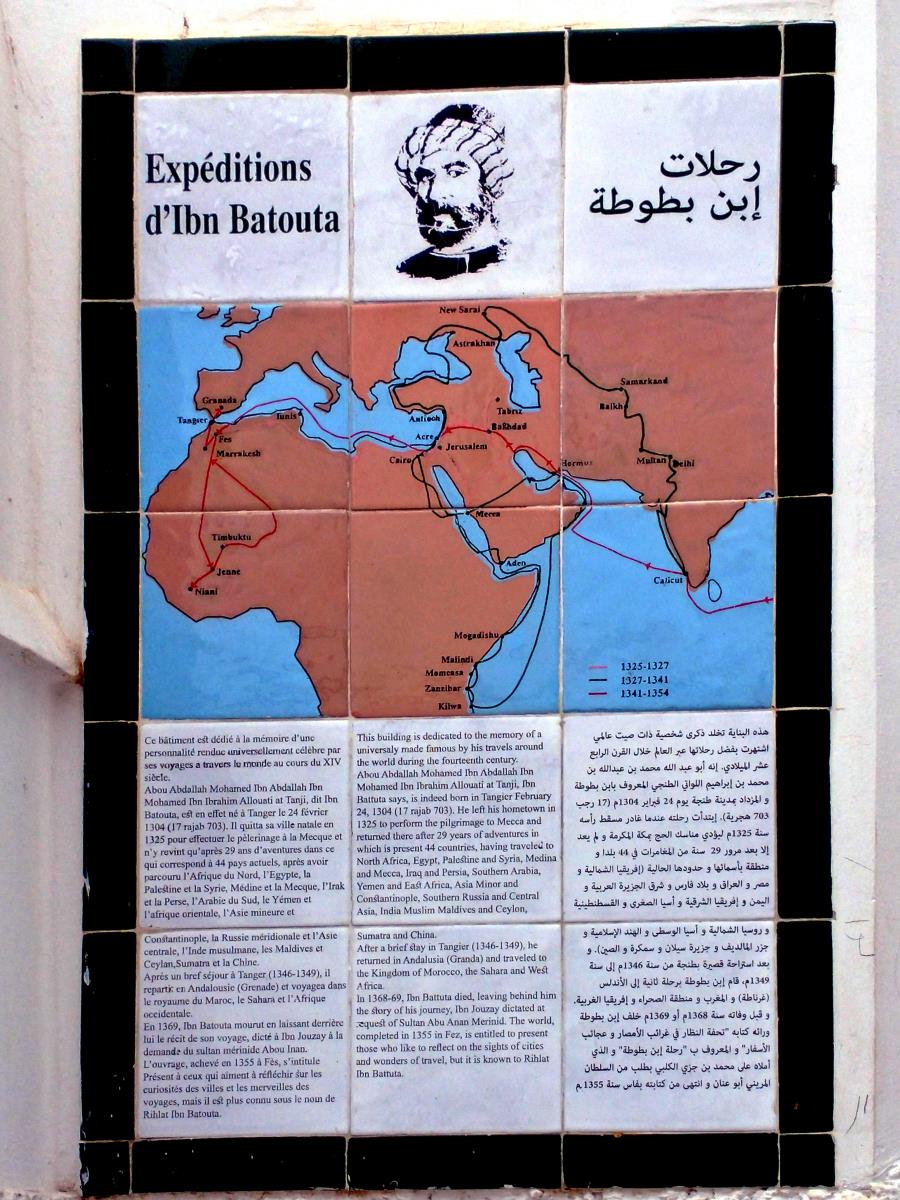 Expéditions
d'Ibn Batouta
رحلات
إبن بطوطة
New Sarai
Astrakhan
Samarkand
Balkh
Granada
Tabriz
Tangier
Tunis
Antioch
Baghdad
Fes
Acre
Jerusalem
Marrakesh
Cairo
Hormuz
Multan
Delhi
Mecca
Timbuktu
Aden
Jenne
Calicut
Niani
Mogadishu
Malindi
Momcasa
Zanzibar
Kilwa
1325-1327
1327-1341
1341-1354
Ce bâtiment est dédié à la mémoire d'une
personnalité rendue universellement célèbre par
ses voyages a travers le monde au cours du XIV
siècle.
Abou Abdallah Mohamed Ibn Abdallah Ibn
Mohamed Ibn Ibrahim Allouati at Tanji, dit Ibn
Batouta, est en effet né à Tanger le 24 février
1304 (17 rajab 703). Il quitta sa ville natale en
1325 pour effectuer le pèlerinage à la Mecque et
n'y revint qu'après 29 ans d'aventures dans ce
qui correspond à 44 pays actuels, après avoir
parcouru l'Afrique du Nord, l'Egypte, la
Palestine et la Syrie, Médine et la Mecque, l'Irak
et la Perse, l'Arabie du Sud, le Yémen et
l'afrique orientale, l'Asie mineure et
Constantinople, la Russie méridionale et l'Asie
centrale, l'Inde musulmane, les Maldives et
Ceylan,Sumatra et la Chine.
Après un bref séjour à Tanger (1346-1349), il
repartit en Andalousie (Grenade) et voyagea dans
le royaume du Maroc, le Sahara et l'Afrique
occidentale.
En 1369, Ibn Batouta mourut en laissant derrière
lui le récit de son voyage, dicté à Ibn Jouzay à la
demande du sultan mérinide Abou Inan.
L'ouvrage, achevé en 1355 à Fès, s'intitule
Présent à ceux qui aiment à réfléchir sur les
curiosités des villes et les merveilles des
voyages, mais il est plus connu sous le nom de
Rihlat Ibn Batouta.
This building is dedicated to the memory of a
universaly made famous by his travels around
the world during the fourteenth century.
Abou Abdallah Mohamed Ibn Abdallah Ibn
Mohamed Ibn Ibrahimi Allouati at Tanji, Ibn
Battuta says, is indeed born in Tangier February
24, 1304 (17 rajab 703). He left his hometown in
1325 to perform the pilgrimage to Mecca and
returned there after 29 years of adventures in
which is present 44 countries, having traveled to
North Africa, Egypt, Palestine and Syria, Medina
and Mecca, Iraq and Persia, Southern Arabia,
Yemen and East Africa, Asia Minor and
Constantinople, Southern Russia and Central
Asia, India Muslim Maldives and Ceylon,
Sumatra and China.
After a brief stay in Tangier (1346-1349), he
returned in Andalusia (Granda) and traveled to
the Kingdom of Morocco, the Sahara and West
Africa.
In 1368-69, Ibn Battuta died, leaving behind him
the story of his journey, Ibn Jouzay dictated at
request of Sultan Abu Anan Merinid. The world,
completed in 1355 in Fez, is entitled to present
those who like to reflect on the sights of cities
and wonders of travel, but it is known to Rihlat
Ibn Battuta.
هذه البناية تخلد ذكرى شخصية ذات صيت عالمي
اشتهرت بفضل رحلاتها عبر العالم خلال القرن الرابع
عشر الميلادي. إنه أبو عبد الله محمد بن عبدالله بن
محمد بن إبراهيم اللواتي الطنجي المعروف بابن بطوطة
و المزداد بمدينة طنجة يوم 24 فبراير 1304م (17 رجب
703 هجرية). إبتدأت رحلته عندما غادر مسقط رأسه
سنة 1325م ليؤدي مناسك الحج بمكة المكرمة و لم يعد
إلا بعد مرور 29 سنة من المغامرات في 44 بلدا و
منطقة بأسمائها و حدودها الحالية (إفريقيا الشمالية و
مصر و العراق و بلاد فارس و شرق الجزيرة العربية و
اليمن و إفريقيا الشرقية و أسيا الصغرى و القسطنطينية
و روسيا الشمالية و أسيا الوسطى و الهند الإسلامية و
جزر المالديف و جزيرة سيلان و سمكرة و الصين). و
بعد استراحة قصيرة بطنجة من سنة 1346م إلى سنة
1349م، قام إبن بطوطة برحلة ثانية إلى الأندلس
(غرناطة) و المغرب و منطقة الصحراء و إفريقيا الغربية.
و قبل وفاته سنة 1368م أو 1369م خلف إبن بطوطة
ورائه كتابه "تحفة النظار في غرائب الأمصار و عجائب
الأسفار" و المعروف ب "رحلة إبن بطوطة" و الذي
أملاه على محمد بن جزي الكلبي بطلب من السلطان
المريني أبو عنان و انتهى من كتابته بفاس سنة 1355م.